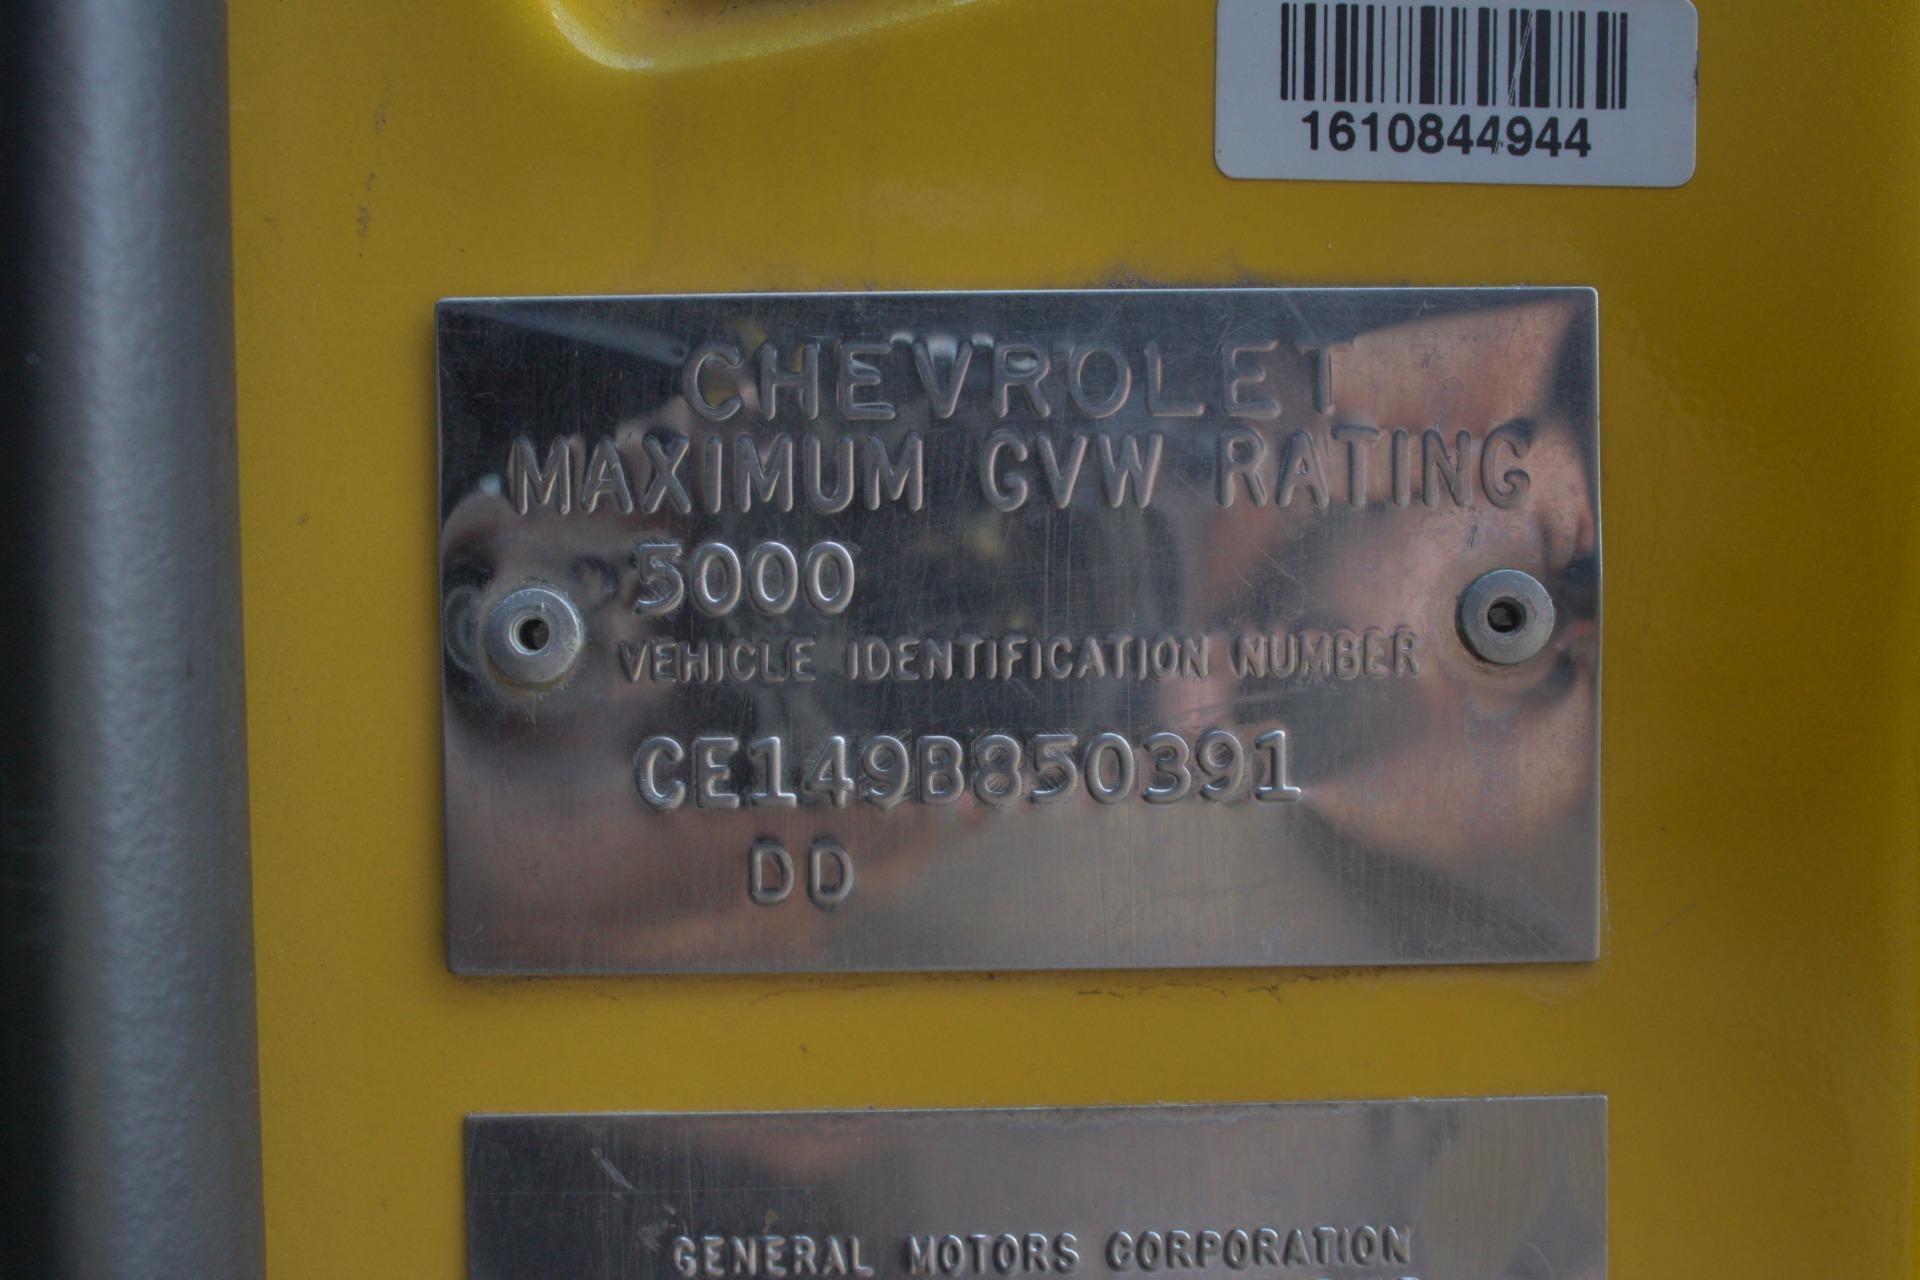 1610844944
CHEVROLET
MAXIMUM GVW RATING
5000
VEHICLE IDENTIFICATION NUMBER
CE149B850391
DD
GENERAL MOTORS CORPORATION